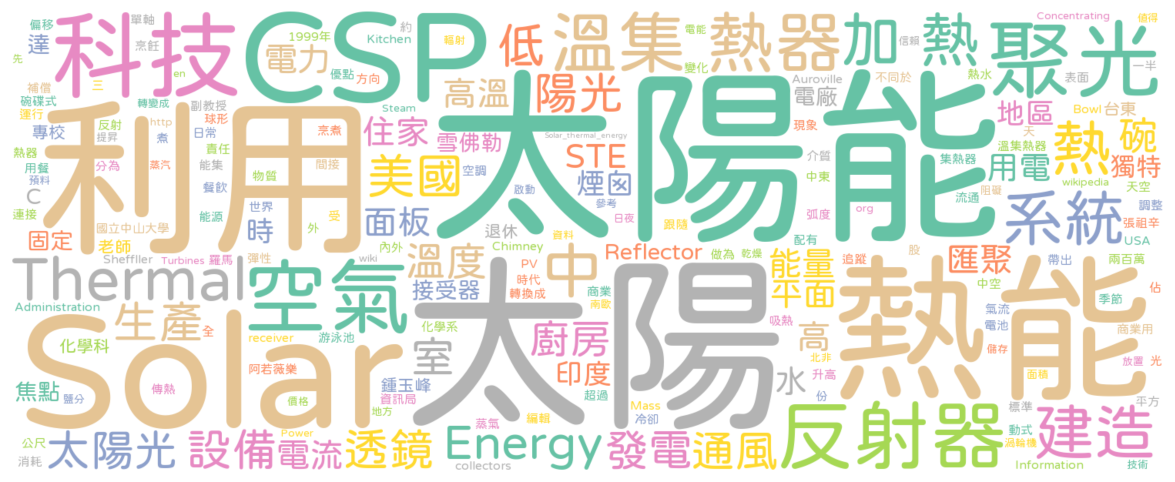 偏移 單軸 1999年 約 Kitchen 輻射 電能 信賴 Concentrating 值得
先 達 科技 烹飪 電力 優點 方向 CSP 低 溫集 熱器 變化 加 熱 聚光 一半
三 en
補償 轉變成 副教授 高溫 陽光 Auroville 電廠 不同於 熱水 表面
碗碟式 運行 反射 http 球形 Steam Solar_thermal_energy 現象 地區 Bowl 台東
專校 提昇 煮 日常 烹煮 住家 雪佛勒 STE 天 碗
熱器 分為 蒸汽 責任 間接 美國 空調 煙囪 介質 集熱器 用電 溫集熱器 熱 獨特
用餐 預料 物質 能集 太陽能 中東 流通 阻礙 wikipedia 天空
C 餐飲 世界 啟動 參考
連接 利用 能源 時 外 受 面板 日夜 跟隨 弧度 org 系統 調整
固定 國立中山大學 老師 退休 配有 張祖辛
Sheffler Turbines 羅馬 彈性 內外 Chimney Reflector 做為 乾燥 股 追蹤 匯聚 USA 兩百萬
Thermal 空氣 wiki 溫度 PV 時代 中 能量 帶出
接受器 轉換成 商業 南歐 平面 中空 季節 佔
Administration 生產 全 化學系 氣流 電池 商業用
化學科 receiver 游泳池 室 廚房 吸熱 高 北非 熱能 儲存 放置 光
Solar 太陽 阿若薇樂 印度 水 升高 面積
焦點 鹽分 傳熱 價格 鍾玉峰 資訊局 地方 超過 Mass 份 平方
公尺 Power 蒸氣 編輯 冷卻 標準 動式
消耗 太陽光 設備 電流 透鏡 Energy 發電 通風 反射器 渦輪機 建造
collectors Information 技術